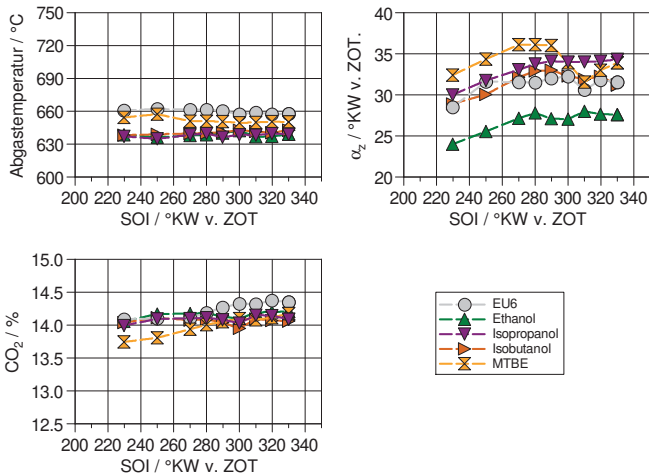 750
720
690
660
630
600
Abgastemperatur / °C
200 220 240 260 280 300 320 340
SOI / °KW v. ZOT
40
35
30
25
20
α_z / °KW v. ZOT.
200 220 240 260 280 300 320 340
SOI / °KW v. ZOT
15.0
14.5
14.0
13.5
13.0
12.5
CO₂ / %
200 220 240 260 280 300 320 340
SOI / °KW v. ZOT
EU6
Ethanol
Isopropanol
Isobutanol
MTBE